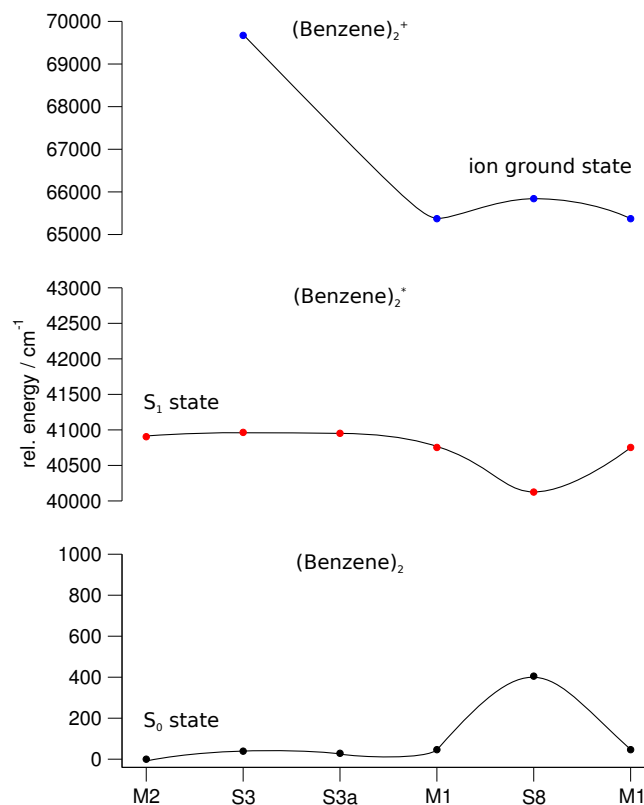 (Benzene)₂⁺
70000
69000
68000
67000
66000
65000
ion ground state
(Benzene)₂*
43000
42500
42000
41500
41000
40500
40000
S₁ state
rel. energy / cm⁻¹
(Benzene)₂
1000
800
600
400
200
0
S₀ state
M2 S3 S3a M1 S8 M1